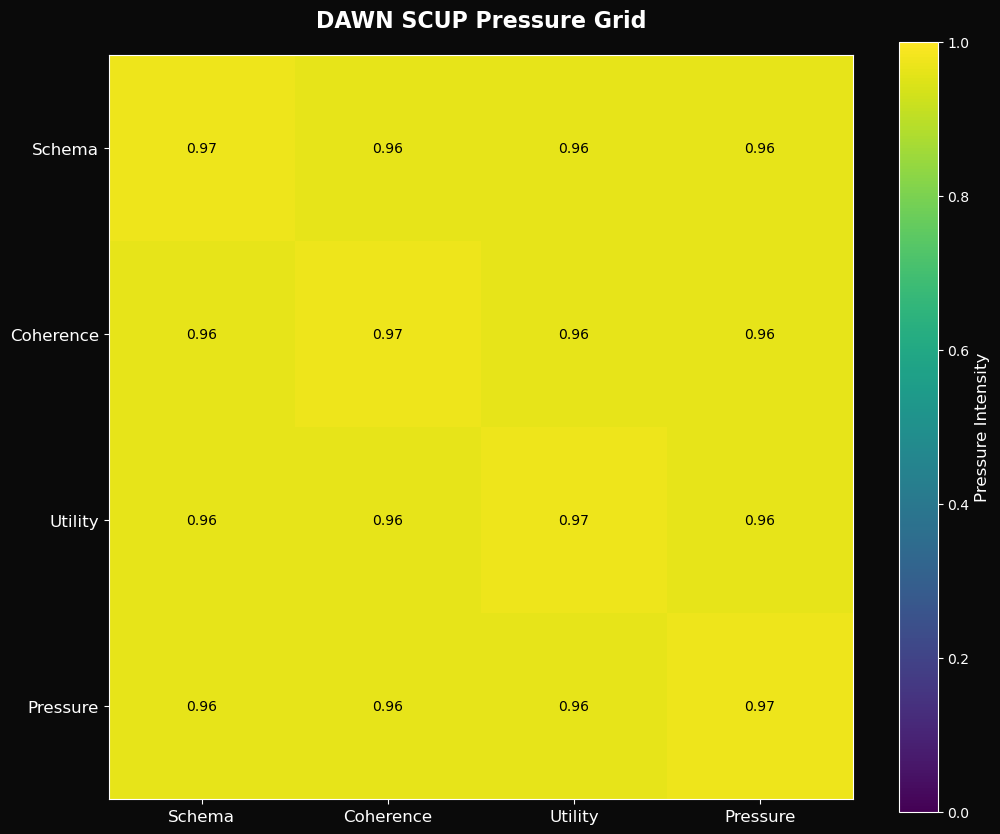 DAWN SCUP Pressure Grid
1.0
Schema 0.97 0.96 0.96 0.96
0.8
Coherence 0.96 0.97 0.96 0.96
0.6
Pressure Intensity
0.4
Utility 0.96 0.96 0.97 0.96
0.2
Pressure 0.96 0.96 0.96 0.97
0.0
Schema Coherence Utility Pressure